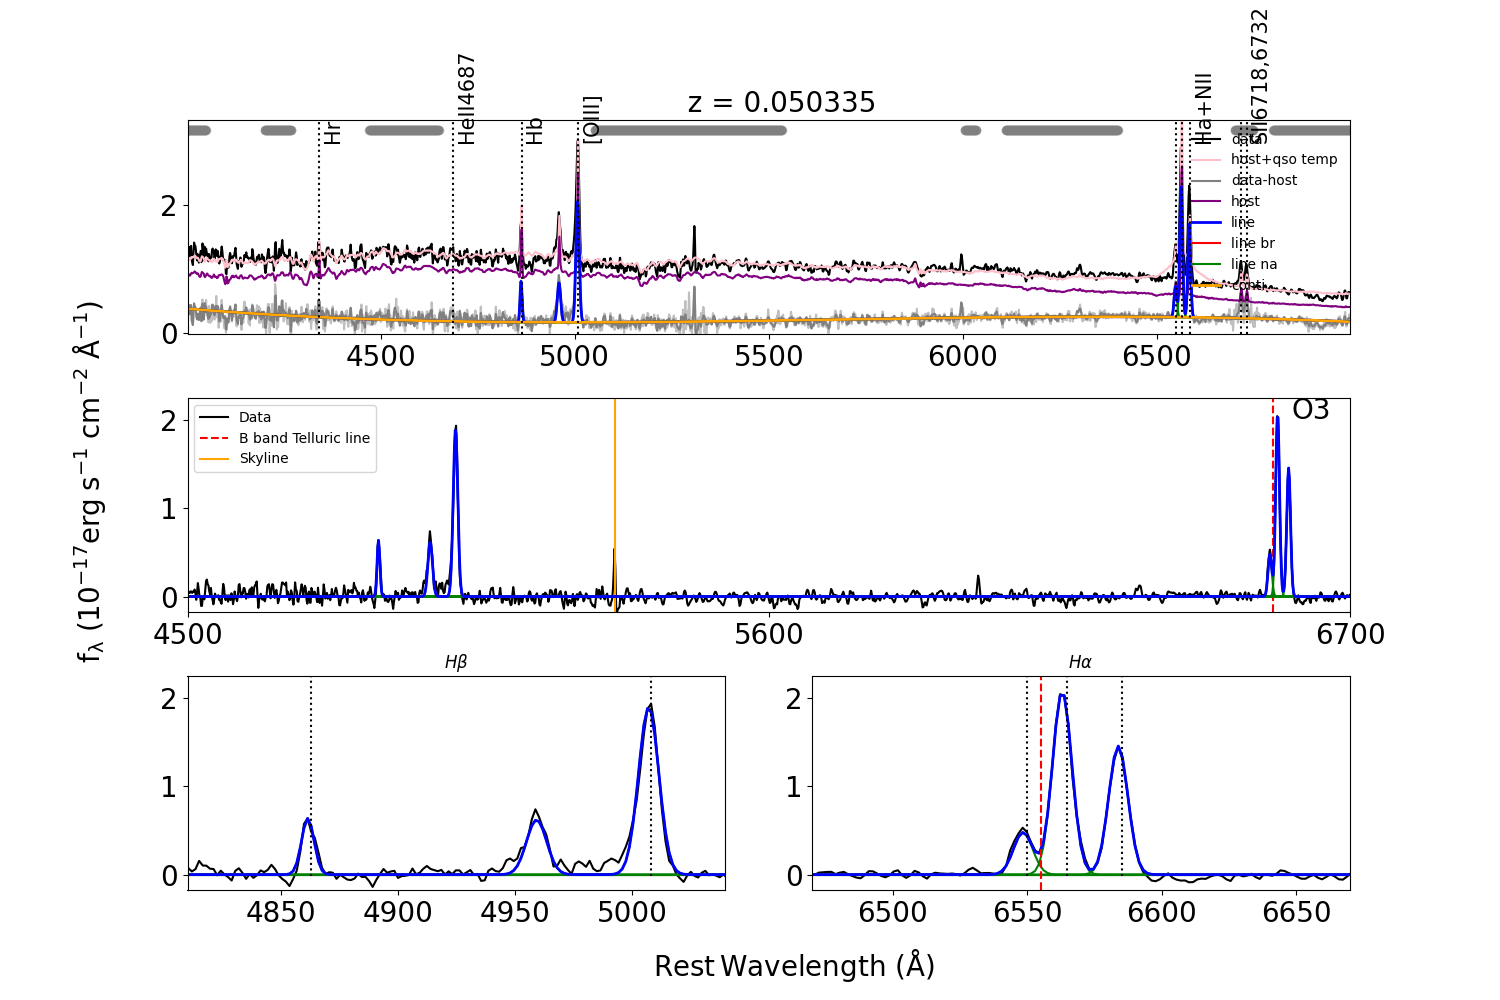 z = 0.050335
Hr
HeII4687
Hb
[OIII]
Ha+NII
SII6718,6732
data
host+qso temp
data-host
host
line
line br
line na
conti
0
2
4500
5000
5500
6000
6500
fλ (10−17erg s−1 cm−2 Å−1)
Data
B band Telluric line
Skyline
O3
0
1
2
4500
5600
6700
Hβ
0
1
2
4850
4900
4950
5000
Hα
0
1
2
6500
6550
6600
6650
Rest Wavelength (Å)